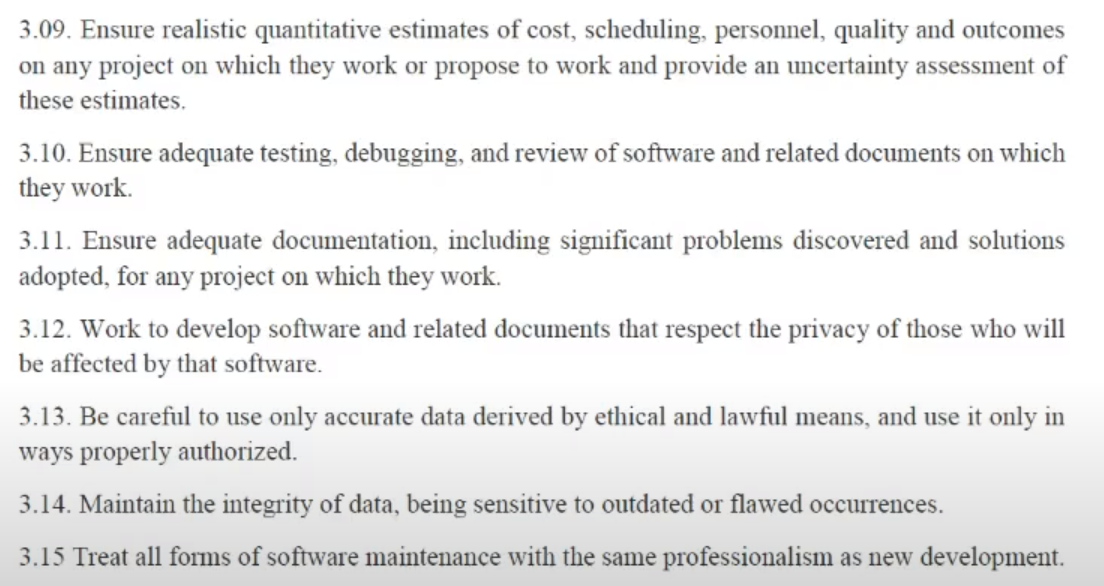 3.09. Ensure realistic quantitative estimates of cost, scheduling, personnel, quality and outcomes
on any project on which they work or propose to work and provide an uncertainty assessment of
these estimates.
3.10. Ensure adequate testing, debugging, and review of software and related documents on which
they work.
3.11. Ensure adequate documentation, including significant problems discovered and solutions
adopted, for any project on which they work.
3.12. Work to develop software and related documents that respect the privacy of those who will
be affected by that software.
3.13. Be careful to use only accurate data derived by ethical and lawful means, and use it only in
ways properly authorized.
3.14. Maintain the integrity of data, being sensitive to outdated or flawed occurrences.
3.15 Treat all forms of software maintenance with the same professionalism as new development.